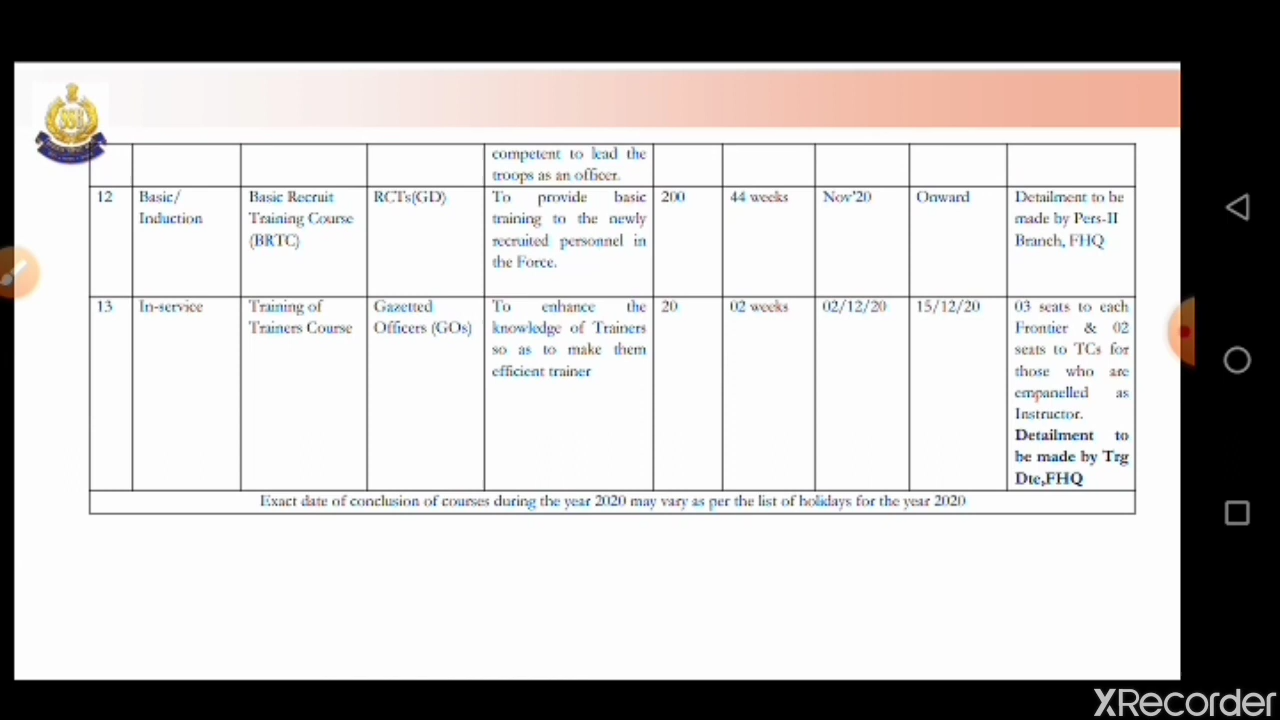 SSB
competent to lead the
troops as an officer.
12 Basic/ Basic Recruit RCTs(GD) To provide basic 200 44 weeks Nov'20 Onward Detailment to be
Induction Training Course training to the newly made by Pers-II
(BRTC) recruited personnel in Branch, FHQ
the Force.
13 In-service Training of Gazetted To enhance the 20 02 weeks 02/12/20 15/12/20 03 seats to each
Trainers Course Officers (GOs) knowledge of Trainers Frontier & 02
so as to make them seats to TCs for
efficient trainer those who are
empanelled as
Instructor.
Detailment to
be made by Trg
Dte,FHQ
Exact date of conclusion of courses during the year 2020 may vary as per the list of holidays for the year 2020
XRecorder